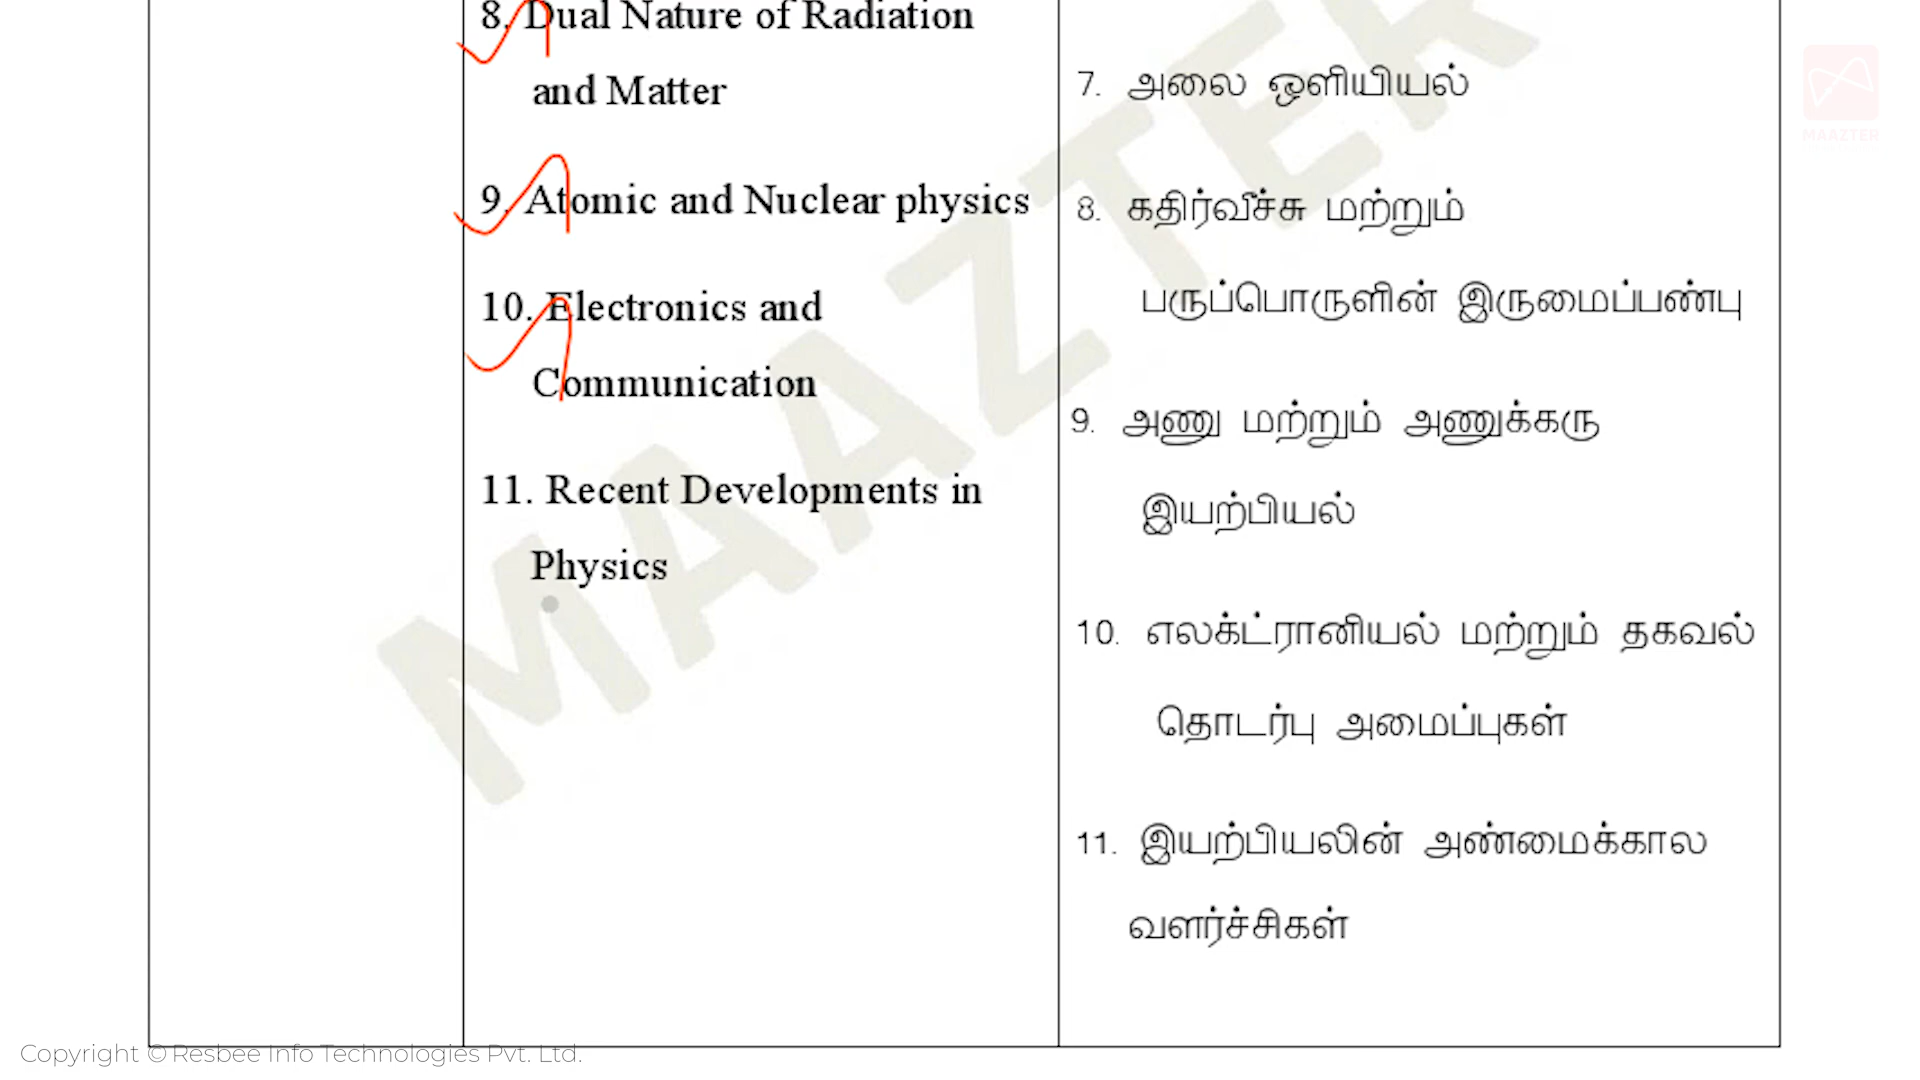 8. Dual Nature of Radiation
and Matter
9. Atomic and Nuclear physics
10. Electronics and
Communication
11. Recent Developments in
Physics
7. அலை ஒளியியல்
8. கதிர்வீச்சு மற்றும்
பருப்பொருளின் இருமைப்பண்பு
9. அணு மற்றும் அணுக்கரு
இயற்பியல்
10. எலக்ட்ரானியல் மற்றும் தகவல்
தொடர்பு அமைப்புகள்
11. இயற்பியலின் அண்மைக்கால
வளர்ச்சிகள்
MAAZTER
MAAZTER
Copyright © Resbee Info Technologies Pvt. Ltd.